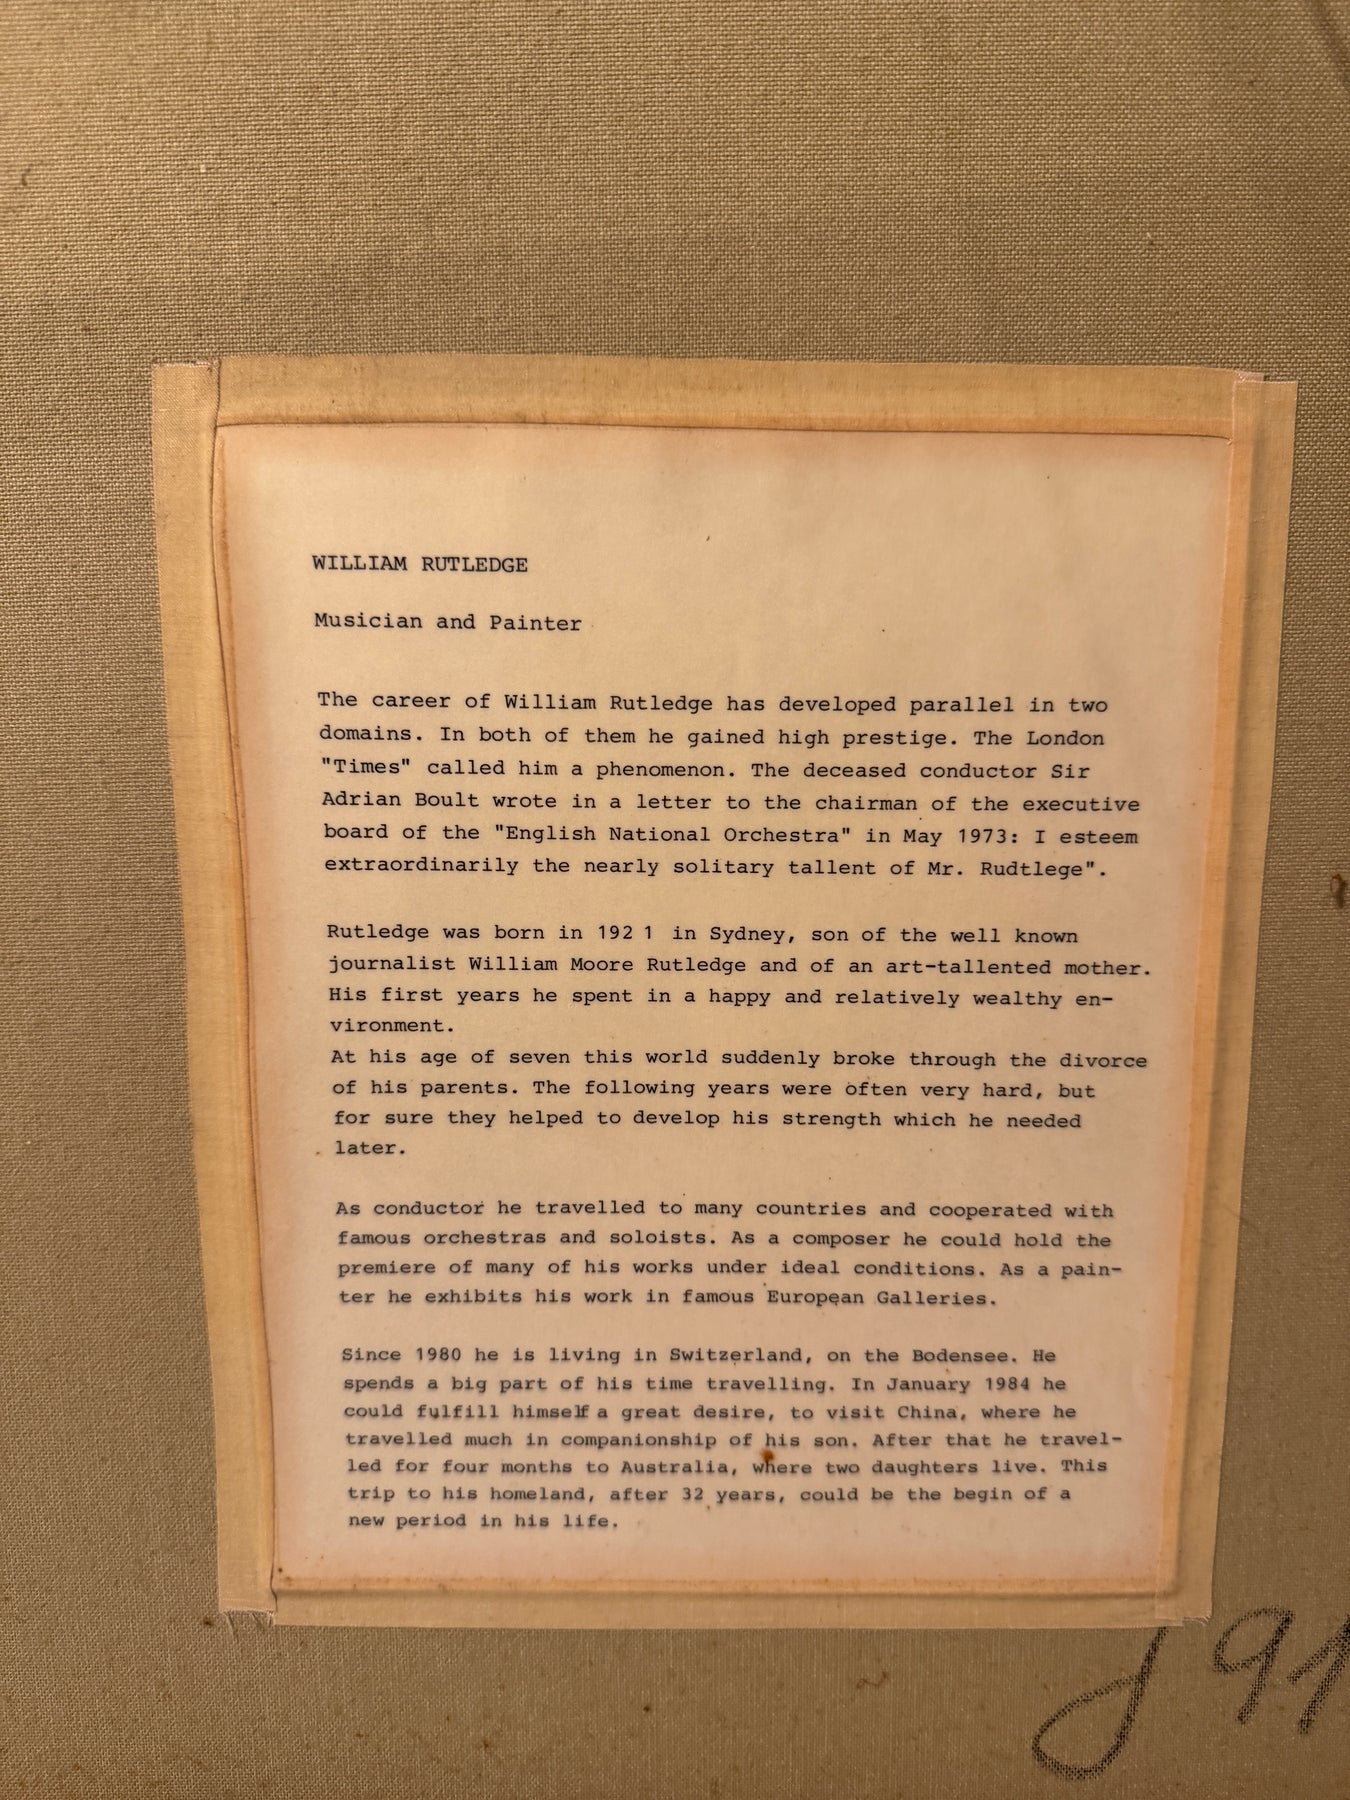 WILLIAM RUTLEDGE
Musician and Painter
The career of William Rutledge has developed parallel in two
domains. In both of them he gained high prestige. The London
"Times" called him a phenomenon. The deceased conductor Sir
Adrian Boult wrote in a letter to the chairman of the executive
board of the "English National Orchestra" in May 1973: I esteem
extraordinarily the nearly solitary tallent of Mr. Rudtlege".
Rutledge was born in 192 1 in Sydney, son of the well known
journalist William Moore Rutledge and of an art-tallented mother.
His first years he spent in a happy and relatively wealthy en-
vironment.
At his age of seven this world suddenly broke through the divorce
of his parents. The following years were often very hard, but
for sure they helped to develop his strength which he needed
later.
As conductor he travelled to many countries and cooperated with
famous orchestras and soloists. As a composer he could hold the
premiere of many of his works under ideal conditions. As a pain-
ter he exhibits his work in famous European Galleries.
Since 1980 he is living in Switzerland, on the Bodensee. He
spends a big part of his time travelling. In January 1984 he
could fulfill himself a great desire, to visit China, where he
travelled much in companionship of his son. After that he travel-
led for four months to Australia, where two daughters live. This
trip to his homeland, after 32 years, could be the begin of a
new period in his life.